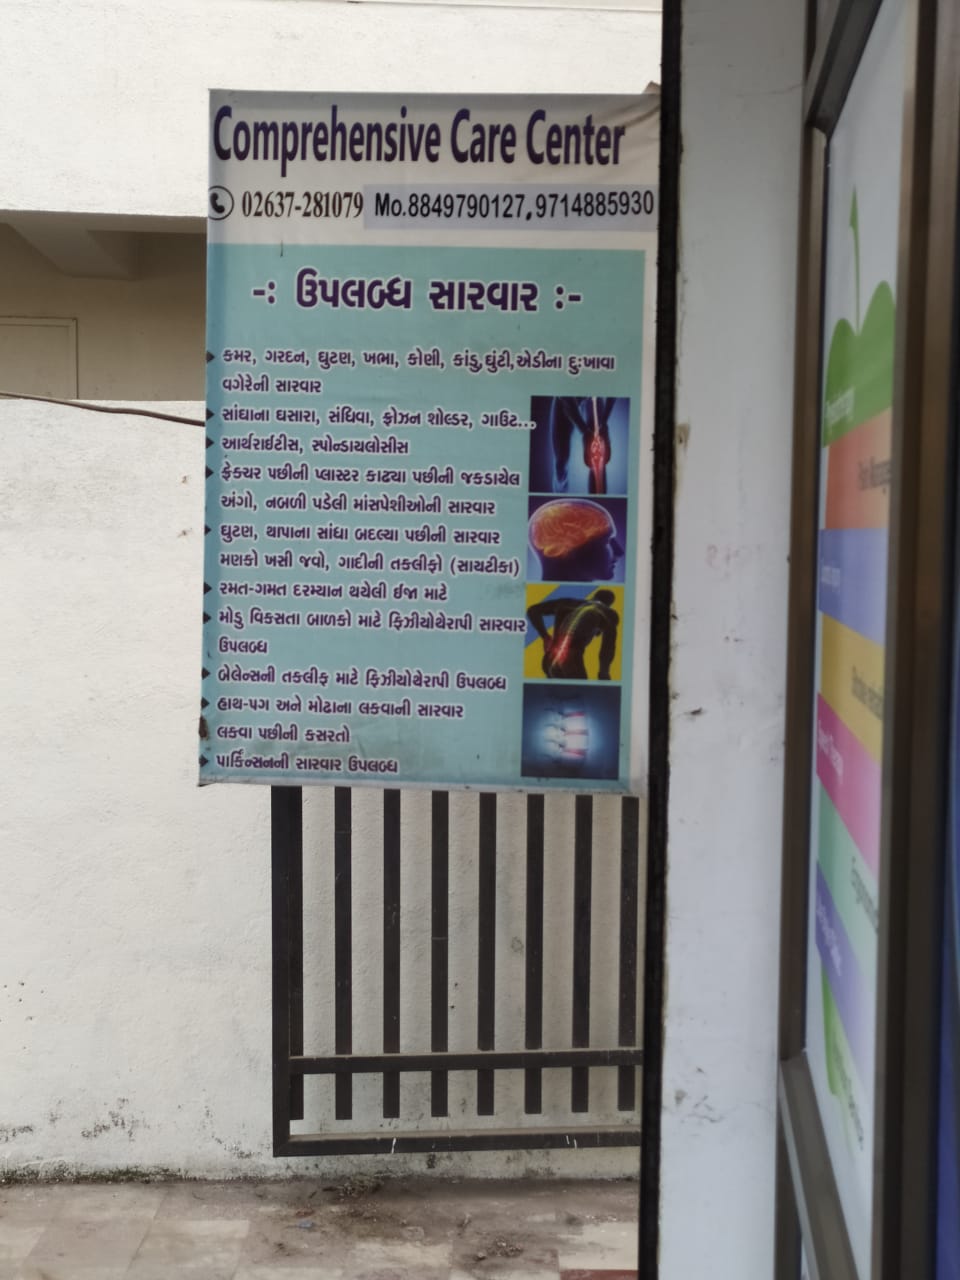 Comprehensive Care Center
02637-281079 Mo.8849790127,9714885930
-: ઉપલબ્ધ સારવાર :-
કમર, ગરદન, ઘુટણ, ખભા, કોણી, કાંડુ,ઘુંટી,એડીના દુઃખાવા
વગેરેની સારવાર
સાંધાના ઘસારા, સંધિવા, ફ્રોઝન શોલ્ડર, ગાઉટ...
આર્થરાઈટીસ, સ્પોન્ડાયલોસીસ
ફ્રેક્ચર પછીની પ્લાસ્ટર કાઢ્યા પછીની જકડાયેલ
અંગો, નબળી પડેલી માંસપેશીઓની સારવાર
ઘુટણ, થાપાના સાંધા બદલ્યા પછીની સારવાર
મણકો ખસી જવો, ગાદીની તકલીફો (સાયટીકા)
રમત-ગમત દરમ્યાન થયેલી ઈજા માટે
મોડુ વિકસતા બાળકો માટે ફિઝીયોથેરાપી સારવાર
ઉપલબ્ધ
બેલેન્સની તકલીફ માટે ફિઝીયોથેરાપી ઉપલબ્ધ
હાથ-પગ અને મોઢાના લકવાની સારવાર
લકવા પછીની કસરતો
પાર્કિન્સનની સારવાર ઉપલબ્ધ